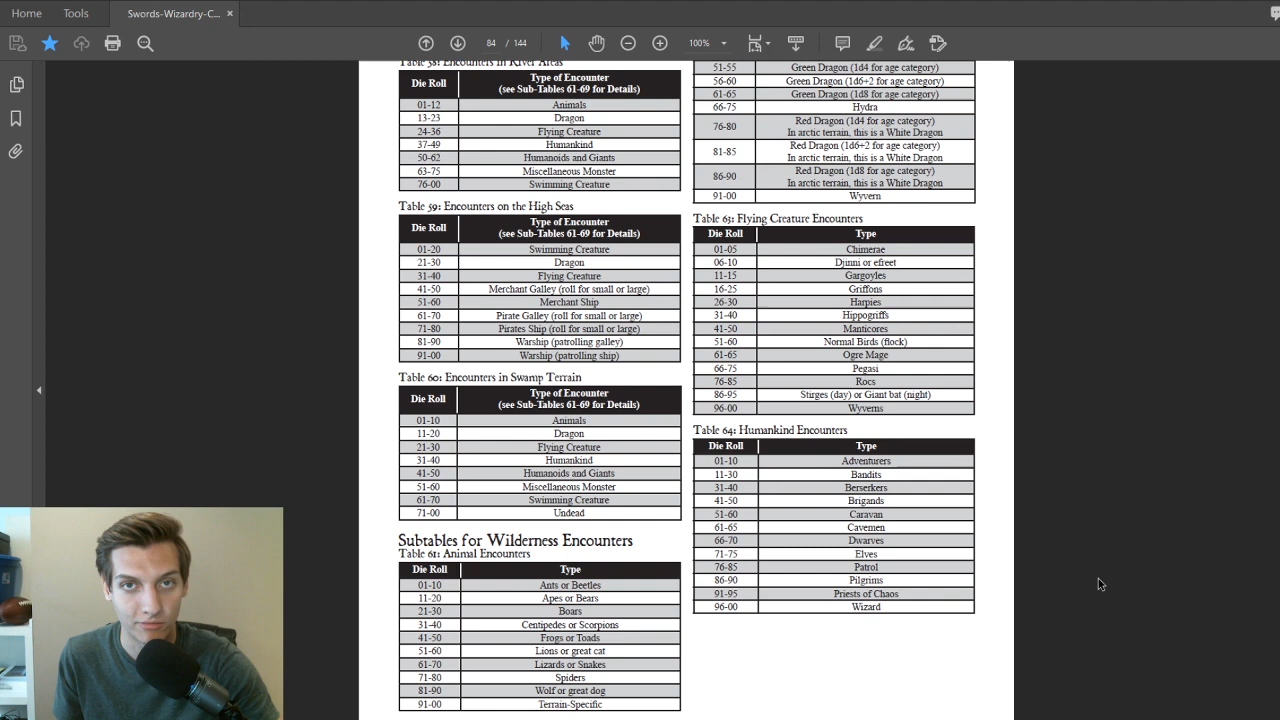 Home
Tools
Swords-Wizardry-C...
84 / 144
100%
Table 58: Encounters in River Areas
Die Roll
Type of Encounter
(see Sub-Tables 61-69 for Details)
01-12 Animals
13-23 Dragon
24-36 Flying Creature
37-49 Humankind
50-62 Humanoids and Giants
63-75 Miscellaneous Monster
76-00 Swimming Creature
Table 59: Encounters on the High Seas
Die Roll
Type of Encounter
(see Sub-Tables 61-69 for Details)
01-20 Swimming Creature
21-30 Dragon
31-40 Flying Creature
41-50 Merchant Galley (roll for small or large)
51-60 Merchant Ship
61-70 Pirate Galley (roll for small or large)
71-80 Pirates Ship (roll for small or large)
81-90 Warship (patrolling galley)
91-00 Warship (patrolling ship)
Table 60: Encounters in Swamp Terrain
Die Roll
Type of Encounter
(see Sub-Tables 61-69 for Details)
01-10 Animals
11-20 Dragon
21-30 Flying Creature
31-40 Humankind
41-50 Humanoids and Giants
51-60 Miscellaneous Monster
61-70 Swimming Creature
71-00 Undead
Subtables for Wilderness Encounters
Table 61: Animal Encounters
Die Roll Type
01-10 Ants or Beetles
11-20 Apes or Bears
21-30 Boars
31-40 Centipedes or Scorpions
41-50 Frogs or Toads
51-60 Lions or great cat
61-70 Lizards or Snakes
71-80 Spiders
81-90 Wolf or great dog
91-00 Terrain-Specific
51-55 Green Dragon (1d4 for age category)
56-60 Green Dragon (1d6+2 for age category)
61-65 Green Dragon (1d8 for age category)
66-75 Hydra
76-80 Red Dragon (1d4 for age category)
In arctic terrain, this is a White Dragon
81-85 Red Dragon (1d6+2 for age category)
In arctic terrain, this is a White Dragon
86-90 Red Dragon (1d8 for age category)
In arctic terrain, this is a White Dragon
91-00 Wyvern
Table 63: Flying Creature Encounters
Die Roll Type
01-05 Chimerae
06-10 Djinni or efreet
11-15 Gargoyles
16-25 Griffons
26-30 Harpies
31-40 Hippogriffs
41-50 Manticores
51-60 Normal Birds (flock)
61-65 Ogre Mage
66-75 Pegasi
76-85 Rocs
86-95 Stirges (day) or Giant bat (night)
96-00 Wyverns
Table 64: Humankind Encounters
Die Roll Type
01-10 Adventurers
11-30 Bandits
31-40 Berserkers
41-50 Brigands
51-60 Caravan
61-65 Cavemen
66-70 Dwarves
71-75 Elves
76-85 Patrol
86-90 Pilgrims
91-95 Priests of Chaos
96-00 Wizard